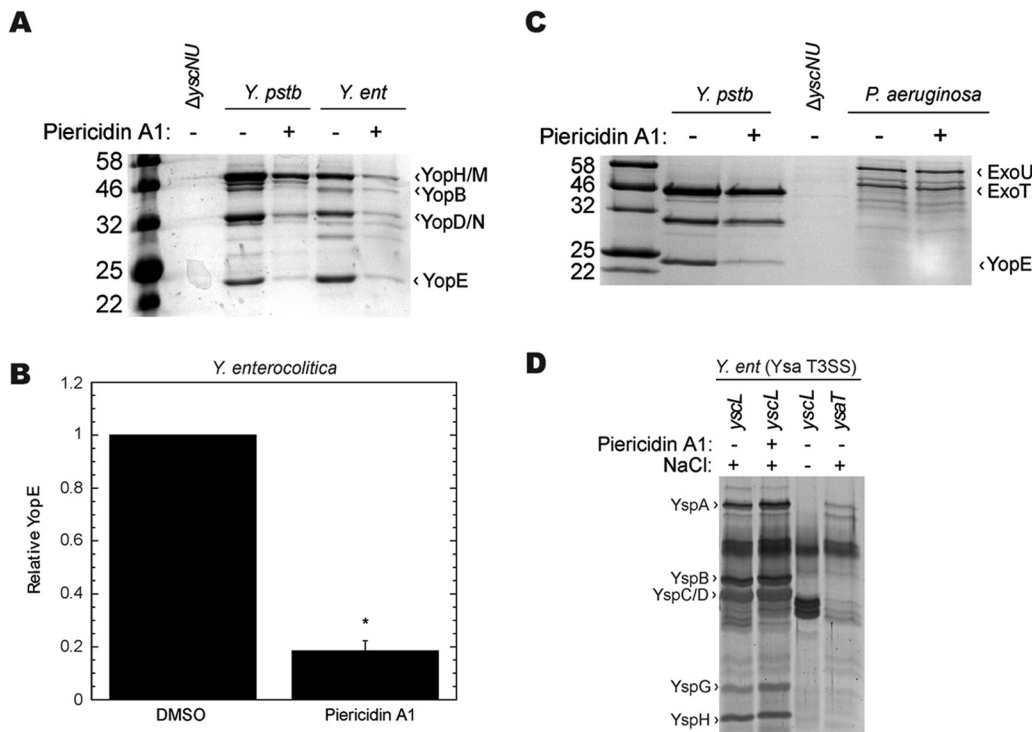 A
ΔyscNU
Y. pstb
Y. ent
Piericidin A1: - - + - +
58
46
32
25
22
‹YopH/M
‹YopB
‹YopD/N
‹YopE
B
Y. enterocolitica
Relative YopE
1.2
1
0.8
0.6
0.4
0.2
0
*
DMSO
Piericidin A1
C
Y. pstb
ΔyscNU
P. aeruginosa
Piericidin A1: - + - - +
58
46
32
25
22
‹ExoU
‹ExoT
‹YopE
D
Y. ent (Ysa T3SS)
yscL
yscL
yscL
ysaT
Piericidin A1: - + - -
NaCl: + + - +
YspA›
YspB›
YspC/D›
YspG›
YspH›